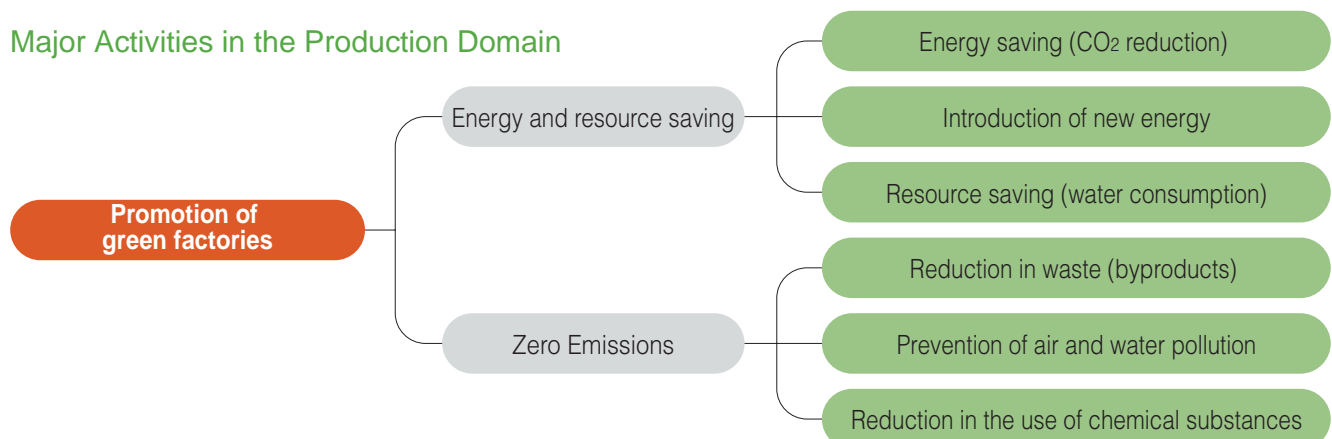 Major Activities in the Production Domain
Promotion of
green factories
Energy and resource saving
Energy saving (CO2 reduction)
Introduction of new energy
Resource saving (water consumption)
Zero Emissions
Reduction in waste (byproducts)
Prevention of air and water pollution
Reduction in the use of chemical substances